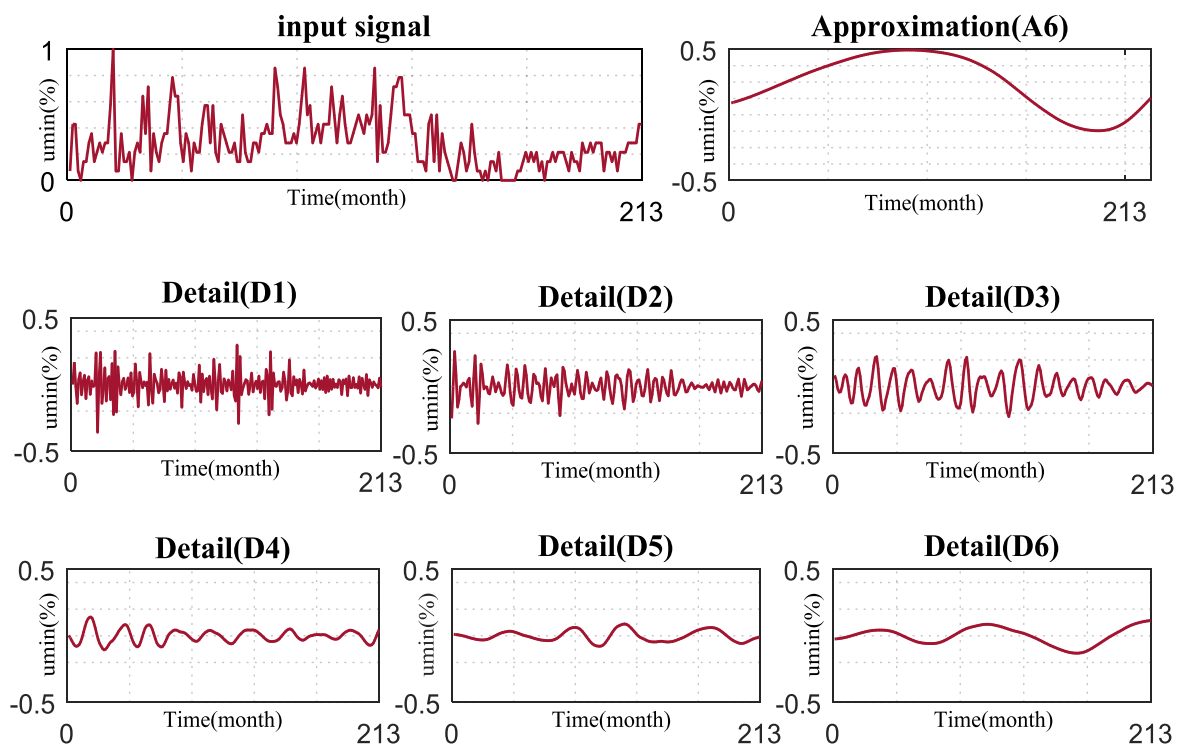 input signal
1
umin(%)
0
Time(month)
0
213
Approximation(A6)
0.5
umin(%)
-0.5
Time(month)
0
213
Detail(D1)
0.5
umin(%)
-0.5
Time(month)
0
213
Detail(D2)
0.5
umin(%)
-0.5
Time(month)
0
213
Detail(D3)
0.5
umin(%)
-0.5
Time(month)
0
213
Detail(D4)
0.5
umin(%)
-0.5
Time(month)
0
213
Detail(D5)
0.5
umin(%)
-0.5
Time(month)
0
213
Detail(D6)
0.5
umin(%)
-0.5
Time(month)
0
213